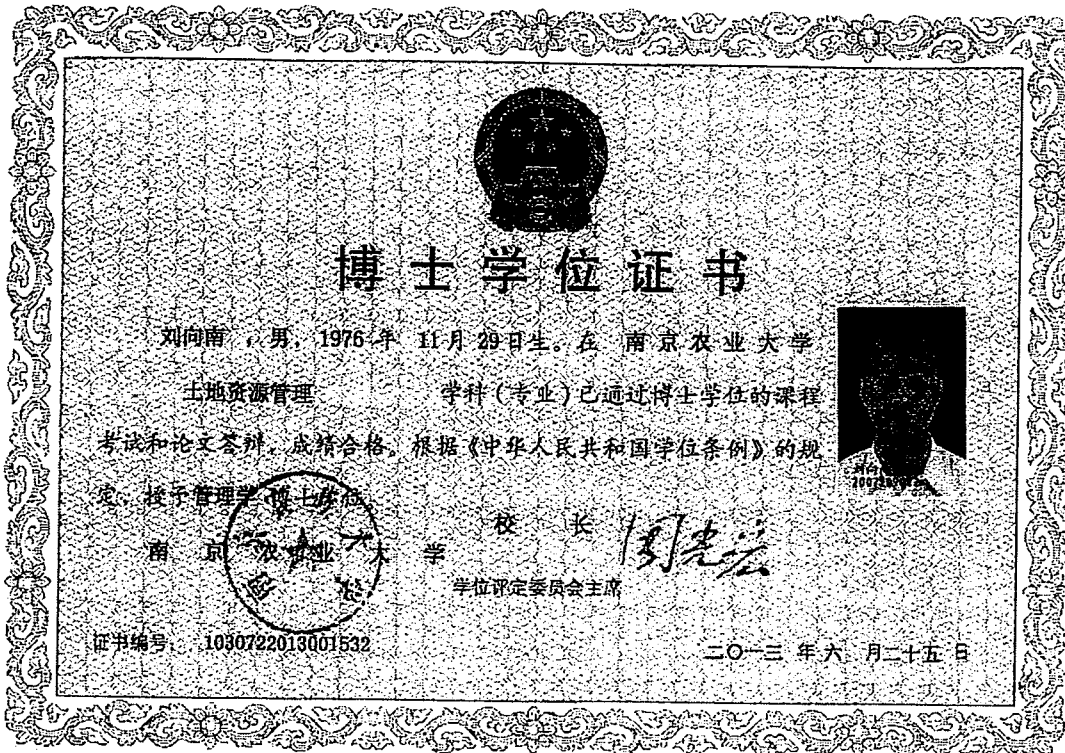 博士学位证书
刘向南 ,男, 1976 年 11月 29日生。在 南京农业大学
土地资源管理 学科(专业)已通过博士学位的课程
考试和论文答辩,成绩合格。根据《中华人民共和国学位条例》的规
定,授予管理学 博士学位
南京农业大学
校长 周光宏
学位评定委员会主席
证书编号: 1030722013001532
二〇一三 年 六 月二十五 日